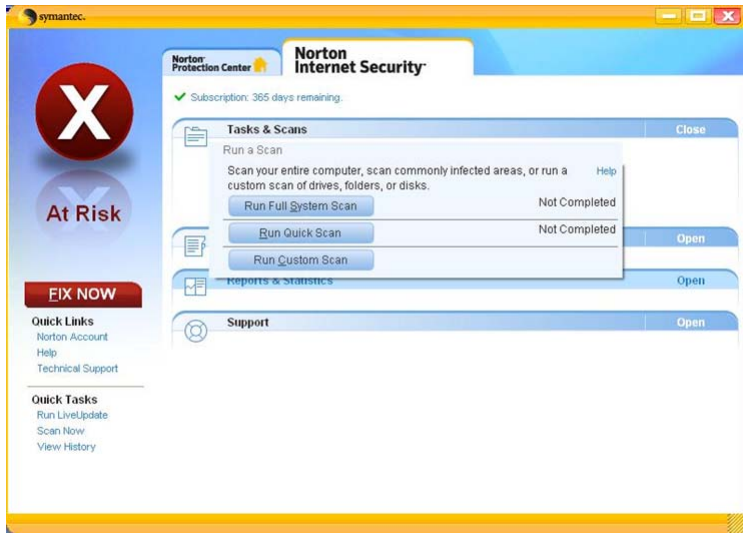 symantec.
Norton Protection Center
Norton Internet Security
Subscription: 365 days remaining.
X
At Risk
FIX NOW
Quick Links
Norton Account
Help
Technical Support
Quick Tasks
Run LiveUpdate
Scan Now
View History
Tasks & Scans
Close
Run a Scan
Scan your entire computer, scan commonly infected areas, or run a
custom scan of drives, folders, or disks.
Help
Run Full System Scan
Not Completed
Run Quick Scan
Not Completed
Run Custom Scan
Open
Reports & Statistics
Open
Support
Open